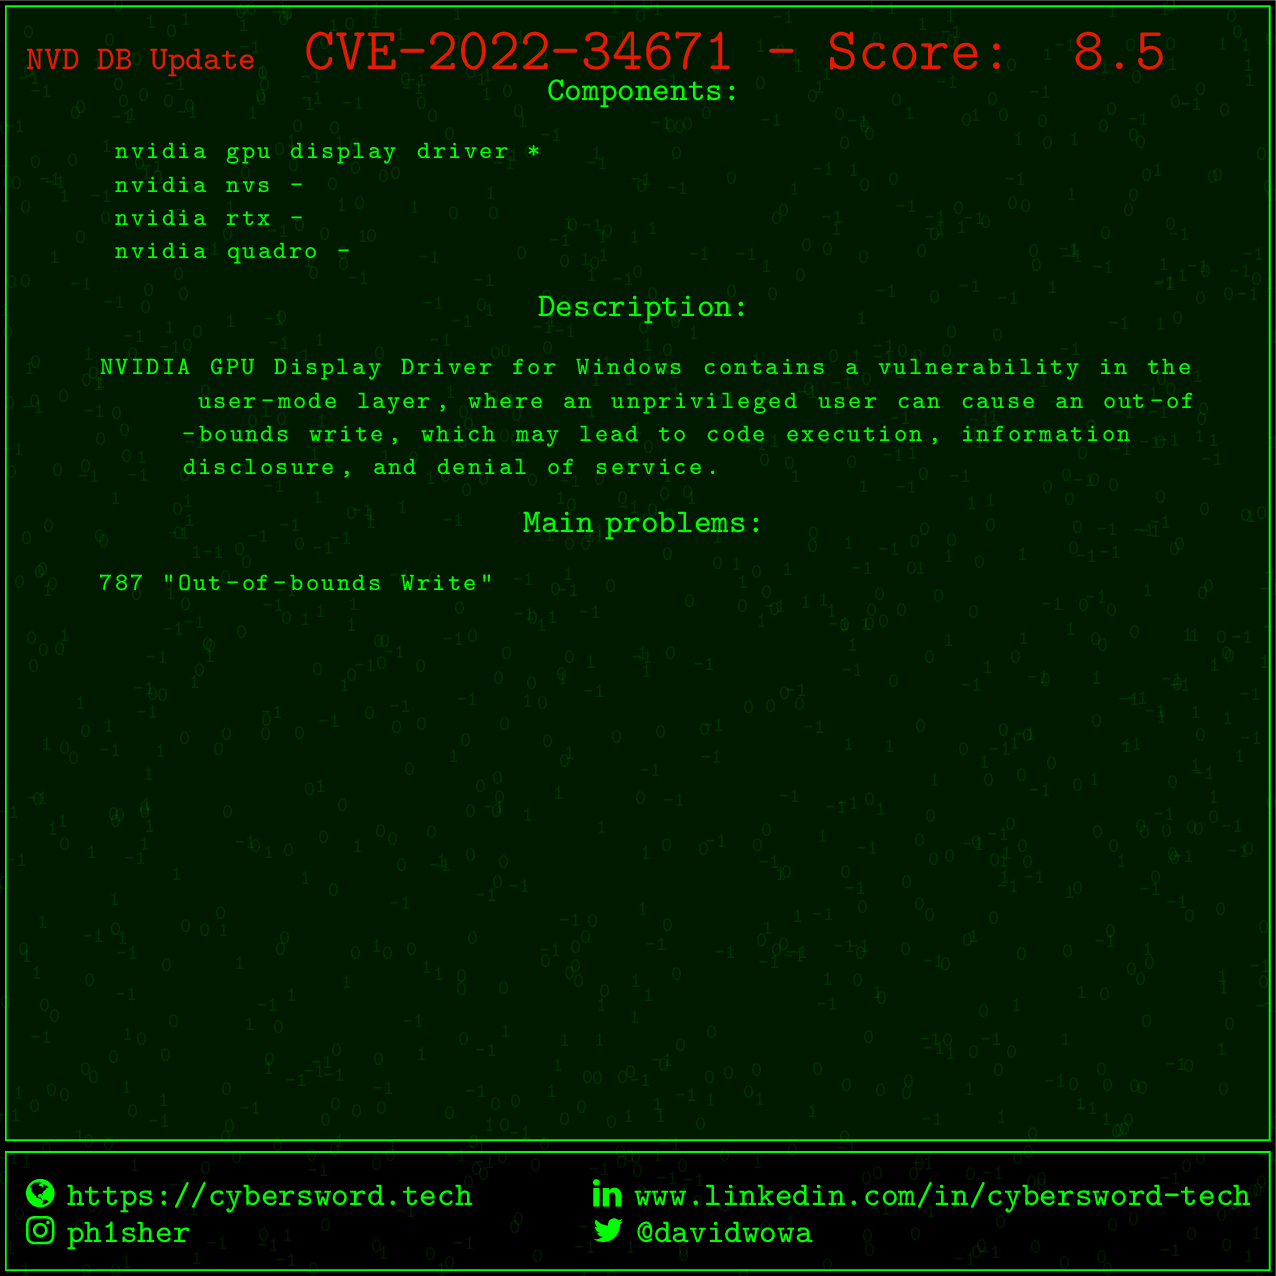 NVD DB Update CVE-2022-34671 - Score: 8.5
Components:
nvidia gpu display driver *
nvidia nvs -
nvidia rtx -
nvidia quadro -
Description:
NVIDIA GPU Display Driver for Windows contains a vulnerability in the
user-mode layer, where an unprivileged user can cause an out-of
-bounds write, which may lead to code execution, information
disclosure, and denial of service.
Main problems:
787 "Out-of-bounds Write"
https://cybersword.tech www.linkedin.com/in/cybersword-tech
ph1sher @davidwowa